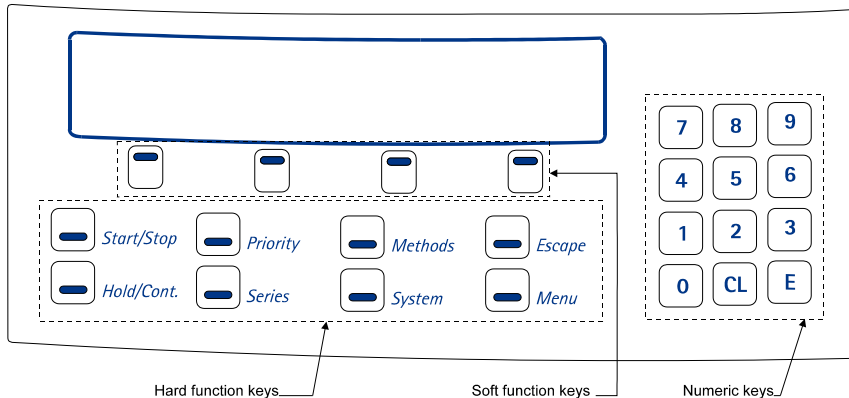 7 8 9
4 5 6
1 2 3
0 CL E
Start/Stop Priority Methods Escape
Hold/Cont. Series System Menu
Hard function keys Soft function keys Numeric keys